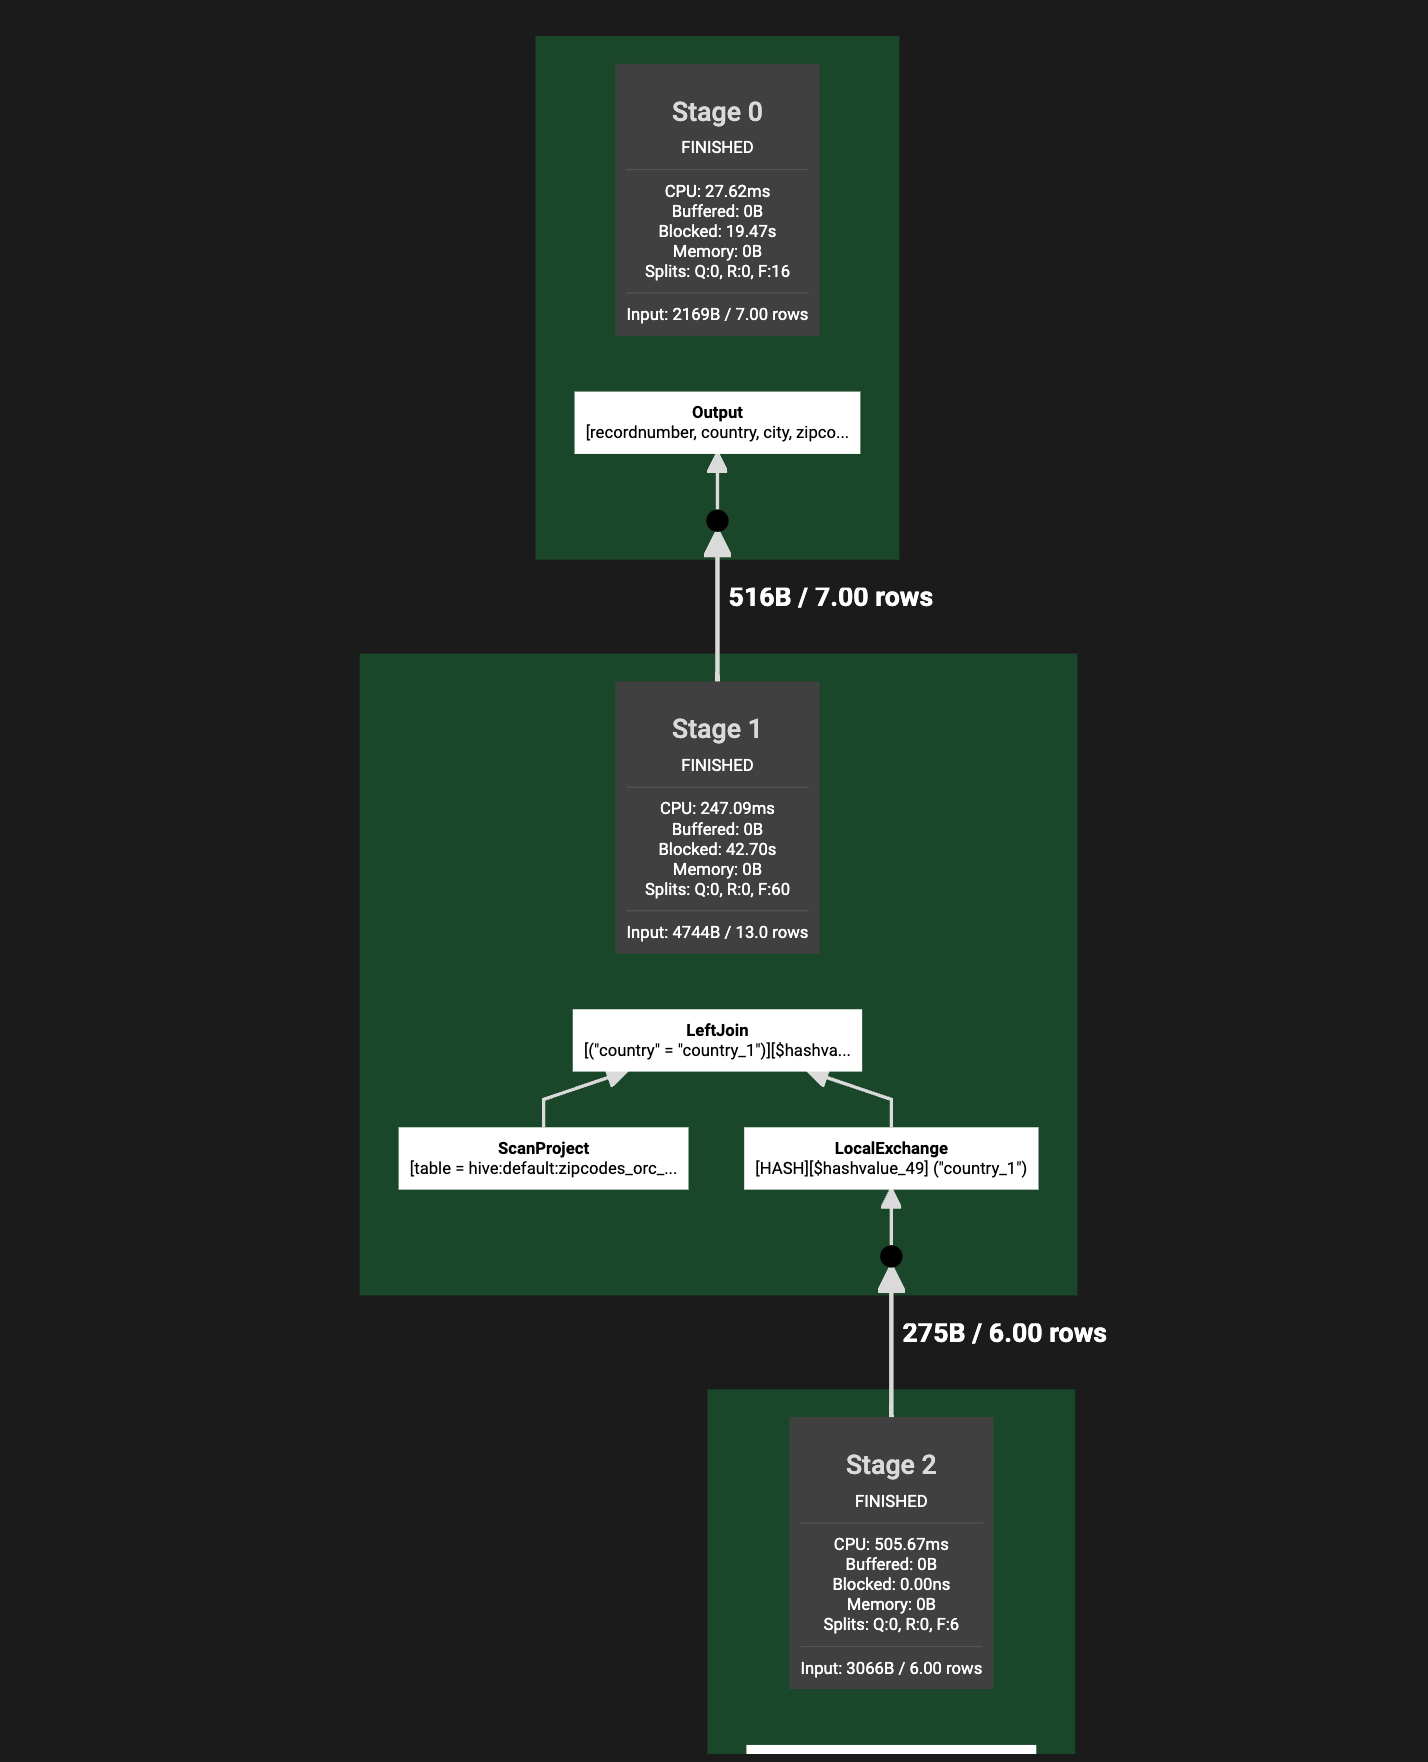 Stage 0
FINISHED
CPU: 27.62ms
Buffered: 0B
Blocked: 19.47s
Memory: 0B
Splits: Q:0, R:0, F:16
Input: 2169B / 7.00 rows
Output
[recordnumber, country, city, zipco...
516B / 7.00 rows
Stage 1
FINISHED
CPU: 247.09ms
Buffered: 0B
Blocked: 42.70s
Memory: 0B
Splits: Q:0, R:0, F:60
Input: 4744B / 13.0 rows
LeftJoin
[("country" = "country_1")][$hashva...
ScanProject
[table = hive:default:zipcodes_orc_...
LocalExchange
[HASH][$hashvalue_49] ("country_1")
275B / 6.00 rows
Stage 2
FINISHED
CPU: 505.67ms
Buffered: 0B
Blocked: 0.00ns
Memory: 0B
Splits: Q:0, R:0, F:6
Input: 3066B / 6.00 rows